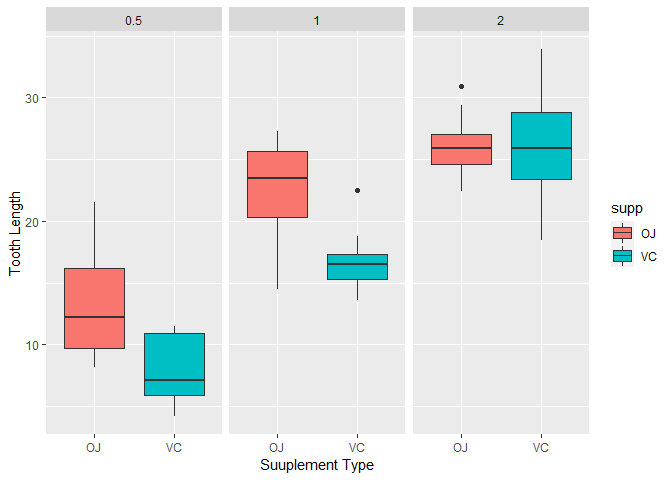 0.5 1 2
Tooth Length
30
20
10
OJ VC OJ VC OJ VC
Suuplement Type
supp
OJ
VC